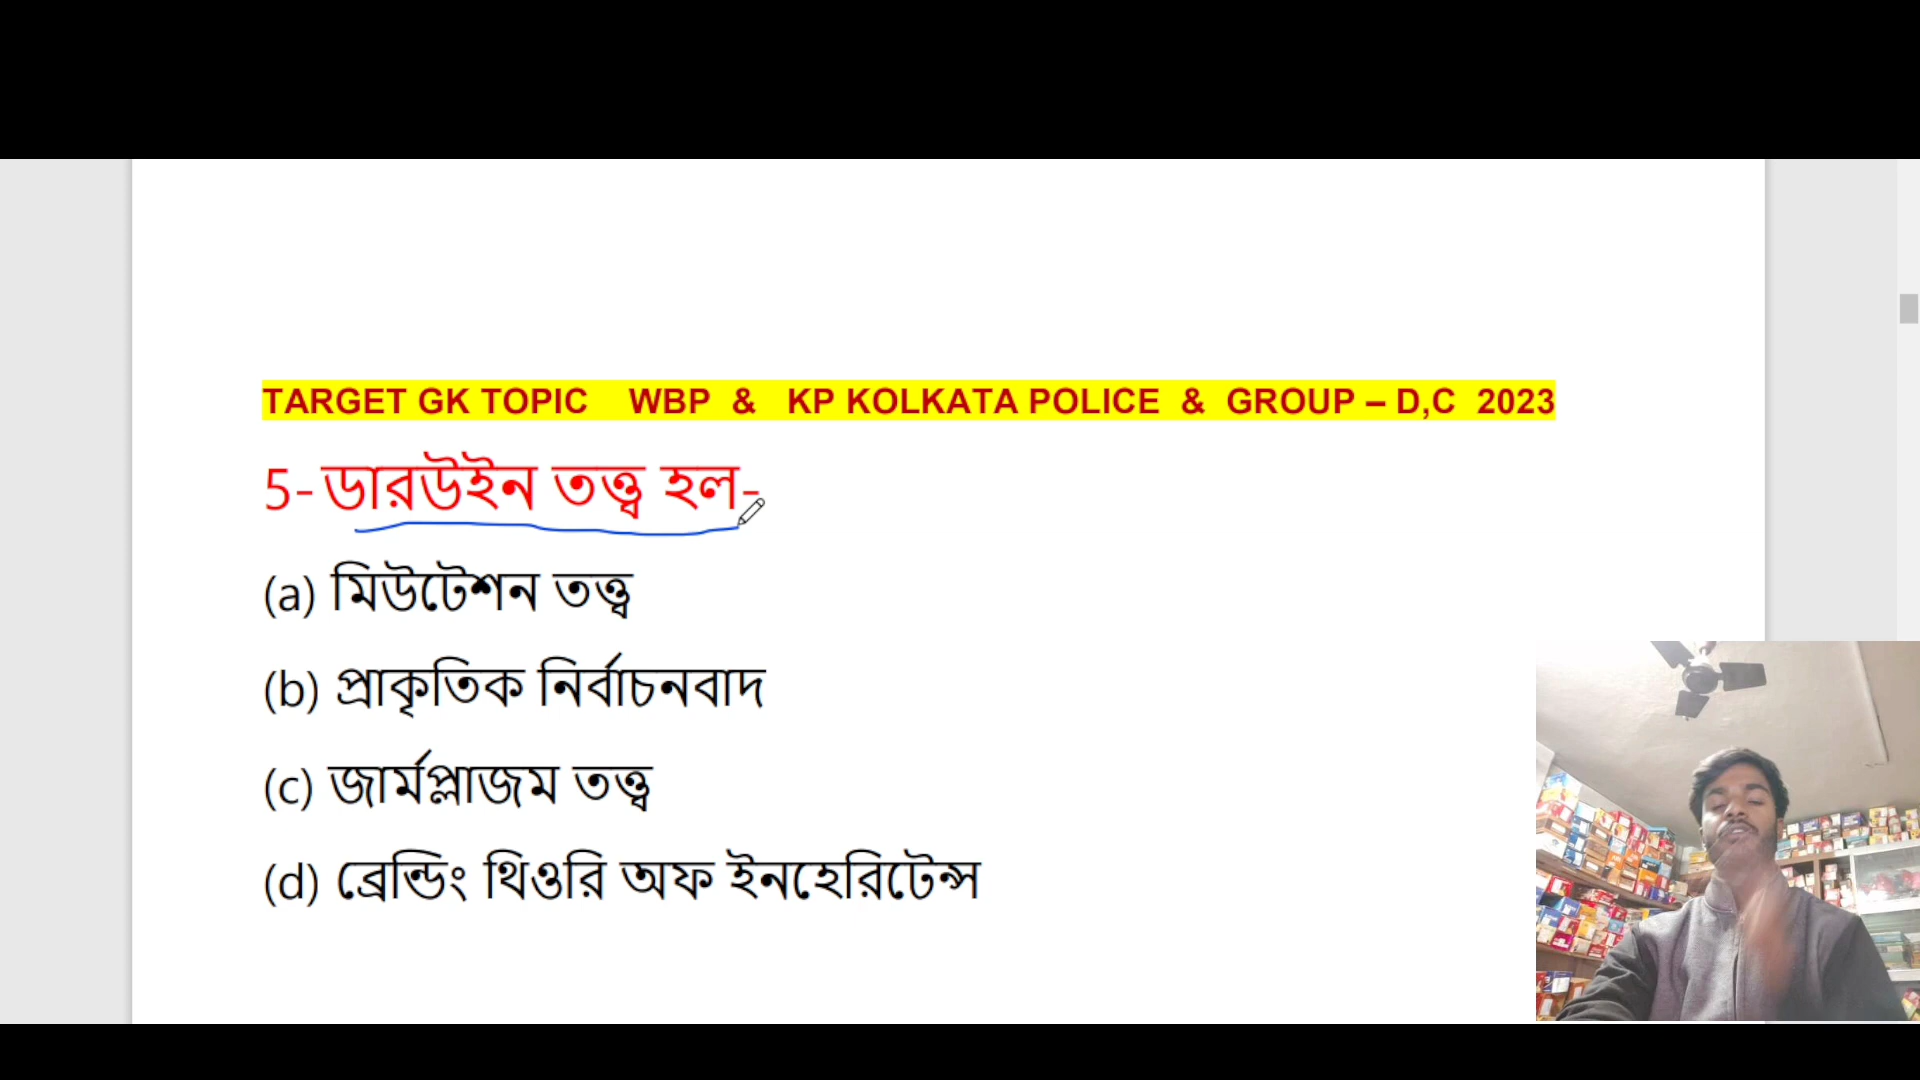 TARGET GK TOPIC WBP & KP KOLKATA POLICE & GROUP – D,C 2023
5-ডারউইন তত্ত্ব হল-
(a) মিউটেশন তত্ত্ব
(b) প্রাকৃতিক নির্বাচনবাদ
(c) জার্মপ্লাজম তত্ত্ব
(d) ব্রেন্ডিং থিওরি অফ ইনহেরিটেন্স